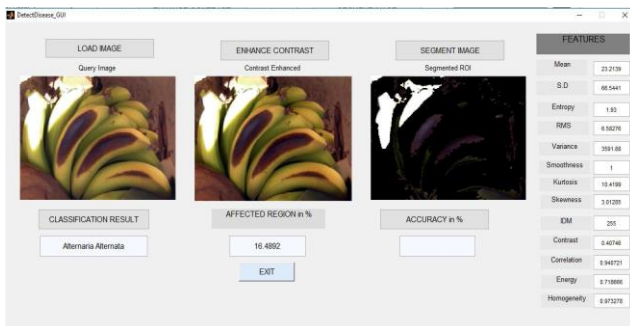 DetectDisease_GUI
LOAD IMAGE
ENHANCE CONTRAST
SEGMENT IMAGE
Query Image
Contrast Enhanced
Segmented ROI
CLASSIFICATION RESULT
AFFECTED REGION in %
ACCURACY in %
Alternaria Alternata
16.4892
EXIT
FEATURES
Mean 23.2139
S.D 66.5441
Entropy 1.93
RMS 6.58276
Variance 3591.88
Smoothness 1
Kurtosis 10.4199
Skewness 3.01285
IDM 255
Contrast 0.40746
Correlation 0.940721
Energy 0.718666
Homogeneity 0.973270